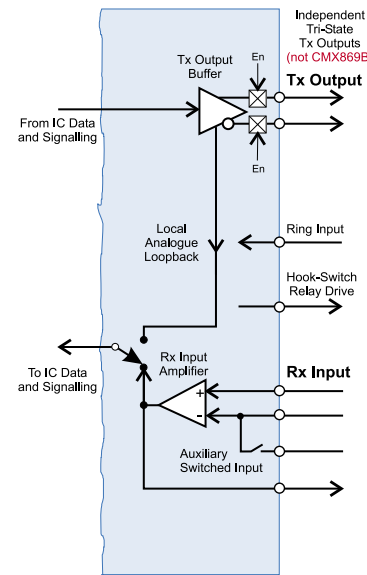 Independent
Tri-State
Tx Outputs
(not CMX869B
Tx Output
Buffer
En
Tx Output
From IC Data
and Signalling
En
Local
Analogue
Loopback
Ring Input
Hook-Switch
Relay Drive
To IC Data
and Signalling
Rx Input
Amplifier
Rx Input
+
-
Auxiliary
Switched Input